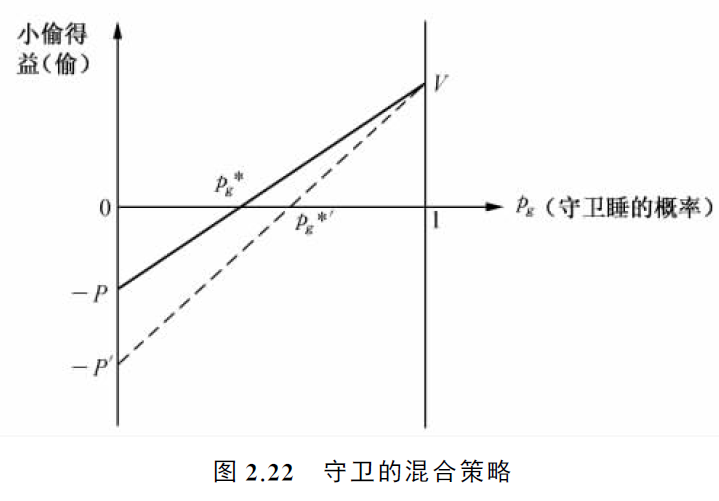 小偷得
益(偷)
V
p_g*
0
p_g*′
1
p_g (守卫睡的概率)
−P
−P′
图 2.22 守卫的混合策略